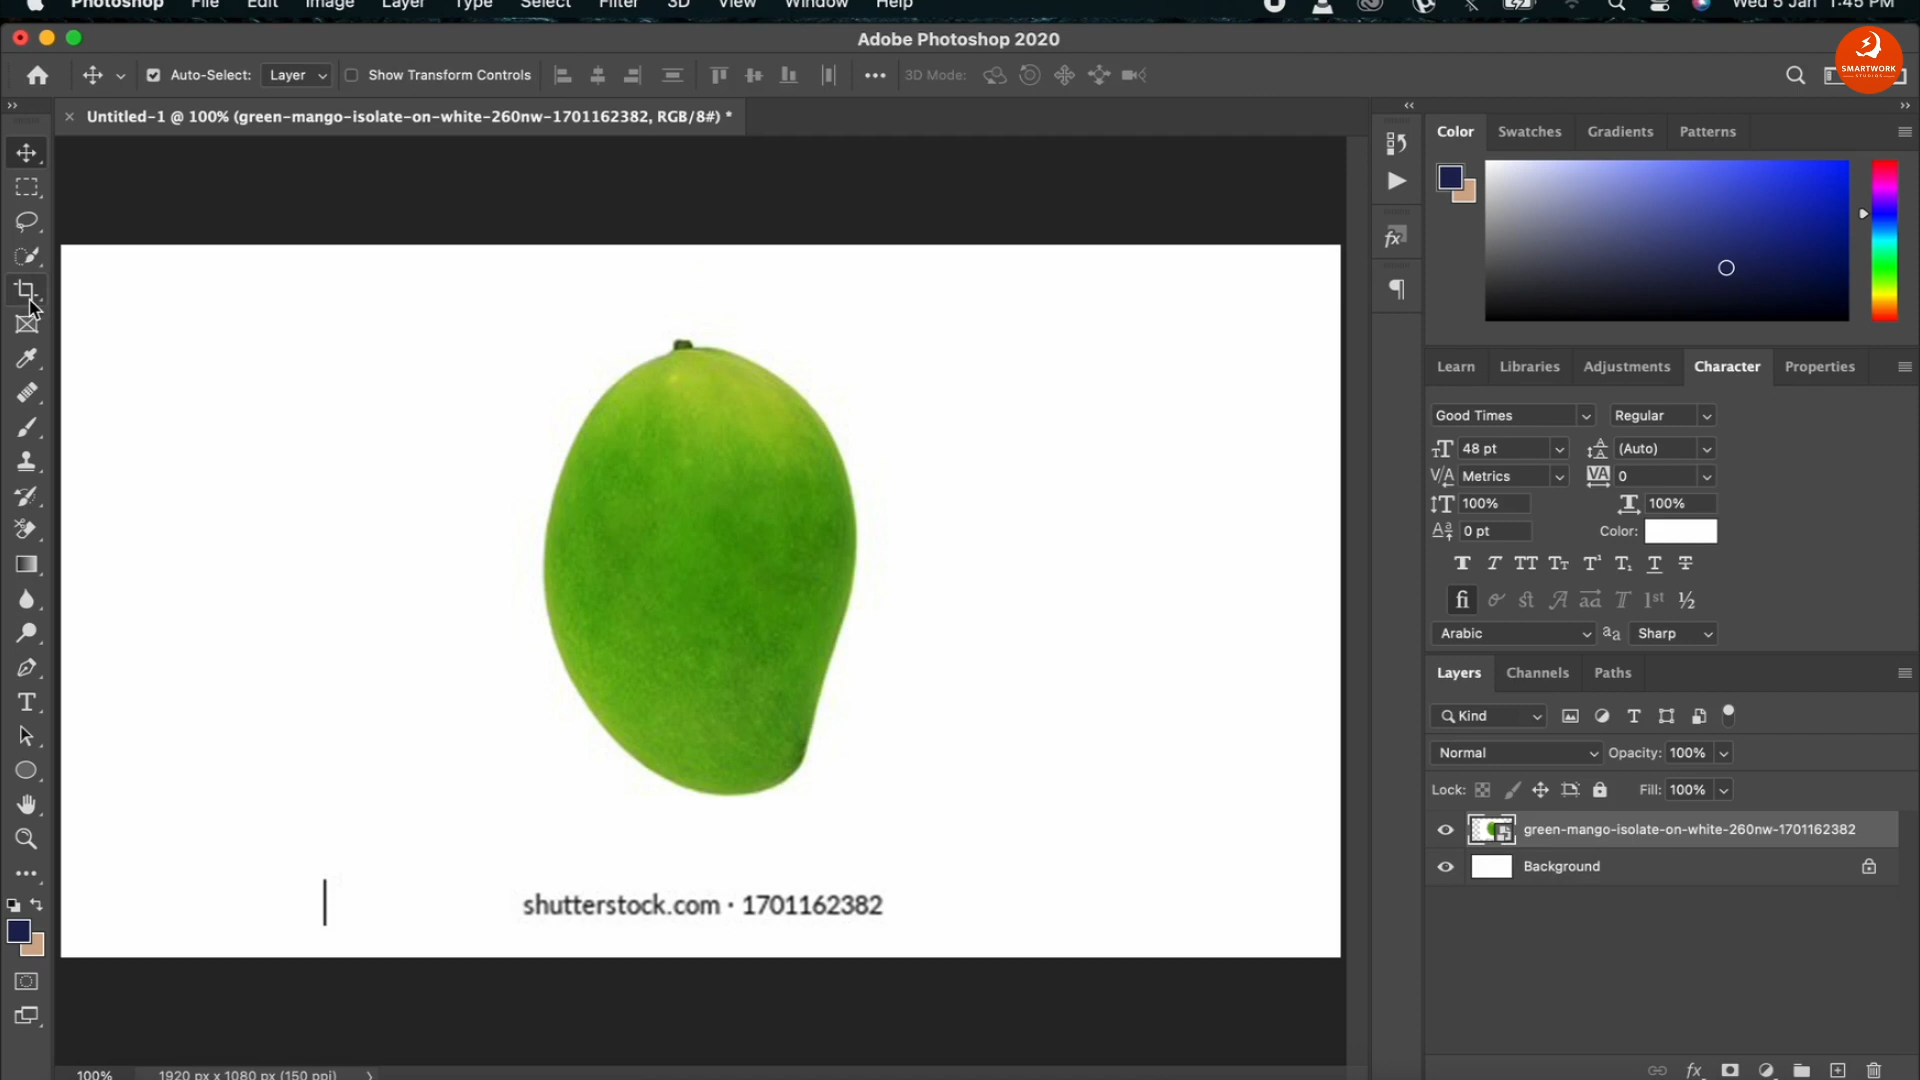 Photoshop File Edit Image Layer Type Select Filter 3D View Window Help Wed 5 Jan 1:45 PM
Adobe Photoshop 2020
SMARTWORK
STUDIOS
Auto-Select: Layer Show Transform Controls 3D Mode:
Untitled-1 @ 100% (green-mango-isolate-on-white-260nw-1701162382, RGB/8#) *
Color Swatches Gradients Patterns
Learn Libraries Adjustments Character Properties
Good Times Regular
48 pt (Auto)
Metrics 0
100% 100%
0 pt Color:
Arabic Sharp
Layers Channels Paths
Kind
Normal Opacity: 100%
Lock: Fill: 100%
green-mango-isolate-on-white-260nw-1701162382
Background
shutterstock.com · 1701162382
100% 1920 px x 1080 px (150 ppi)